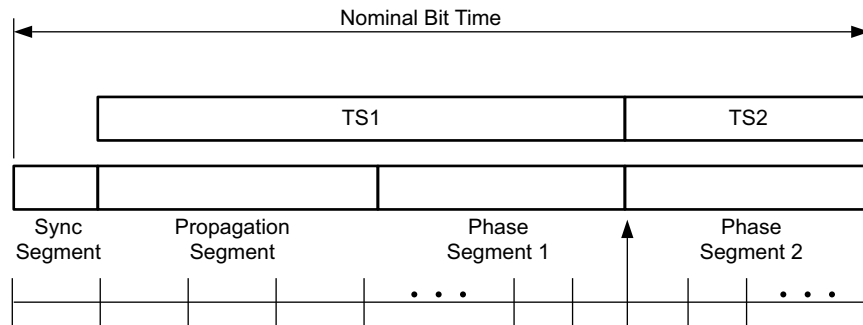 Nominal Bit Time
TS1 TS2
Sync Propagation Phase Phase
Segment Segment Segment 1 Segment 2